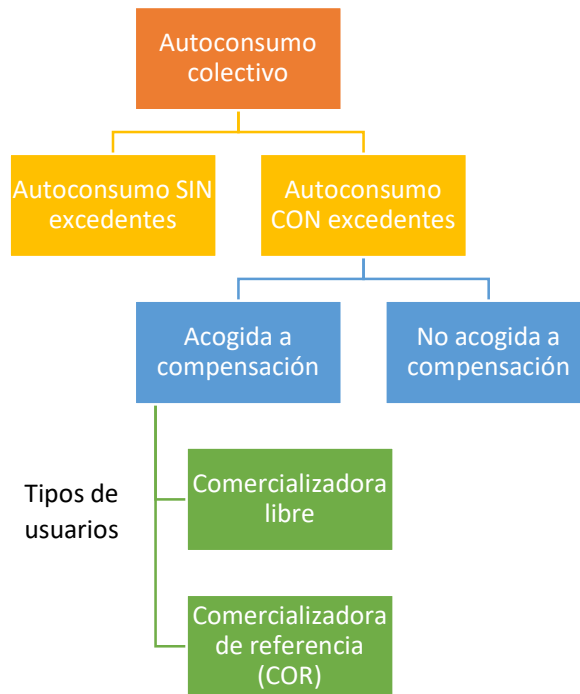 Autoconsumo
colectivo
Autoconsumo SIN
excedentes
Autoconsumo
CON excedentes
Acogida a
compensación
No acogida a
compensación
Tipos de
usuarios
Comercializadora
libre
Comercializadora
de referencia
(COR)